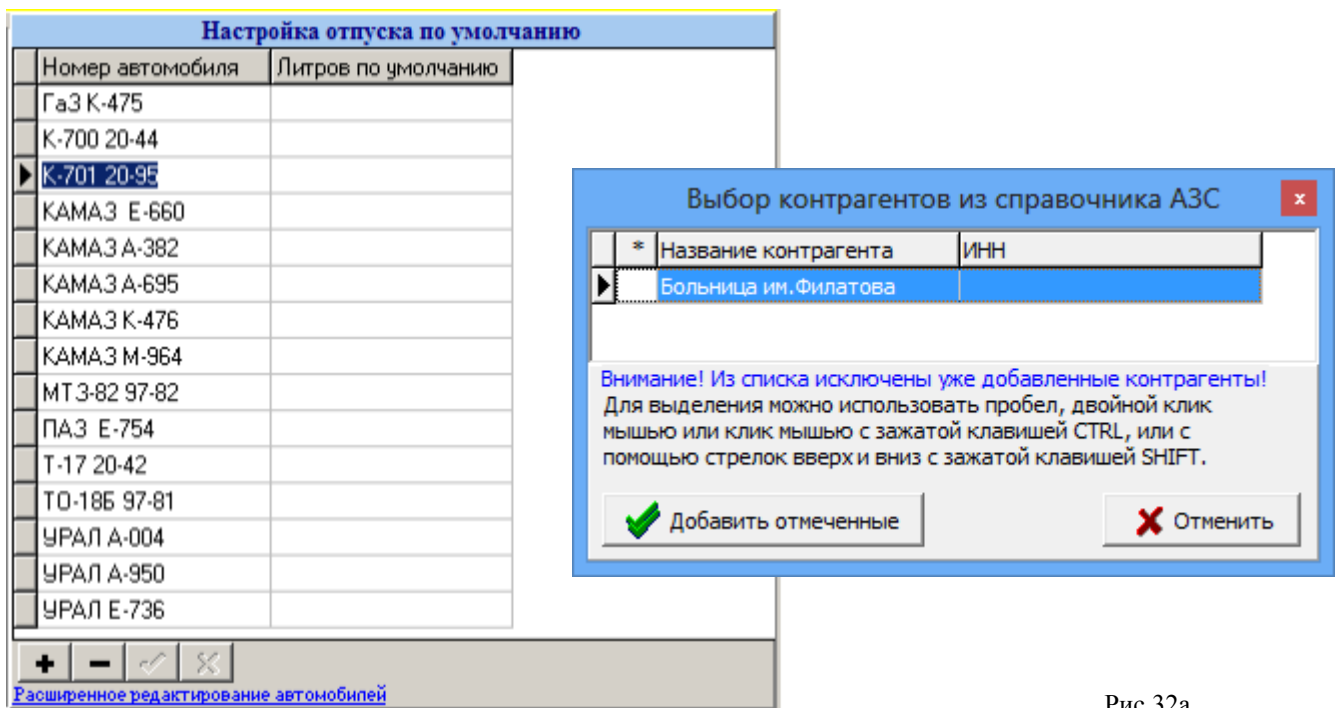 Настройка отпуска по умолчанию
Номер автомобиля Литров по умолчанию
ГаЗ К-475
К-700 20-44
К-701 20-95
КАМАЗ Е-660
КАМАЗ А-382
КАМАЗ А-695
КАМАЗ К-476
КАМАЗ М-964
МТЗ-82 97-82
ПАЗ Е-754
Т-17 20-42
ТО-18Б 97-81
УРАЛ А-004
УРАЛ А-950
УРАЛ Е-736
Расширенное редактирование автомобилей
Выбор контрагентов из справочника АЗС
* Название контрагента ИНН
Больница им.Филатова
Внимание! Из списка исключены уже добавленные контрагенты!
Для выделения можно использовать пробел, двойной клик
мышью или клик мышью с зажатой клавишей CTRL, или с
помощью стрелок вверх и вниз с зажатой клавишей SHIFT.
Добавить отмеченные Отменить
Рис.32а